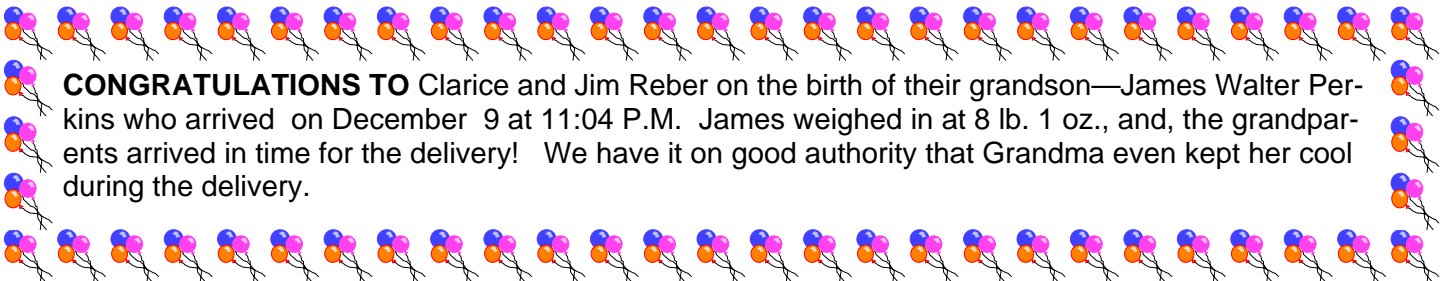 CONGRATULATIONS TO Clarice and Jim Reber on the birth of their grandson—James Walter Per-
kins who arrived  on December  9 at 11:04 P.M.  James weighed in at 8 lb. 1 oz., and, the grandpar-
ents arrived in time for the delivery!   We have it on good authority that Grandma even kept her cool
during the delivery.